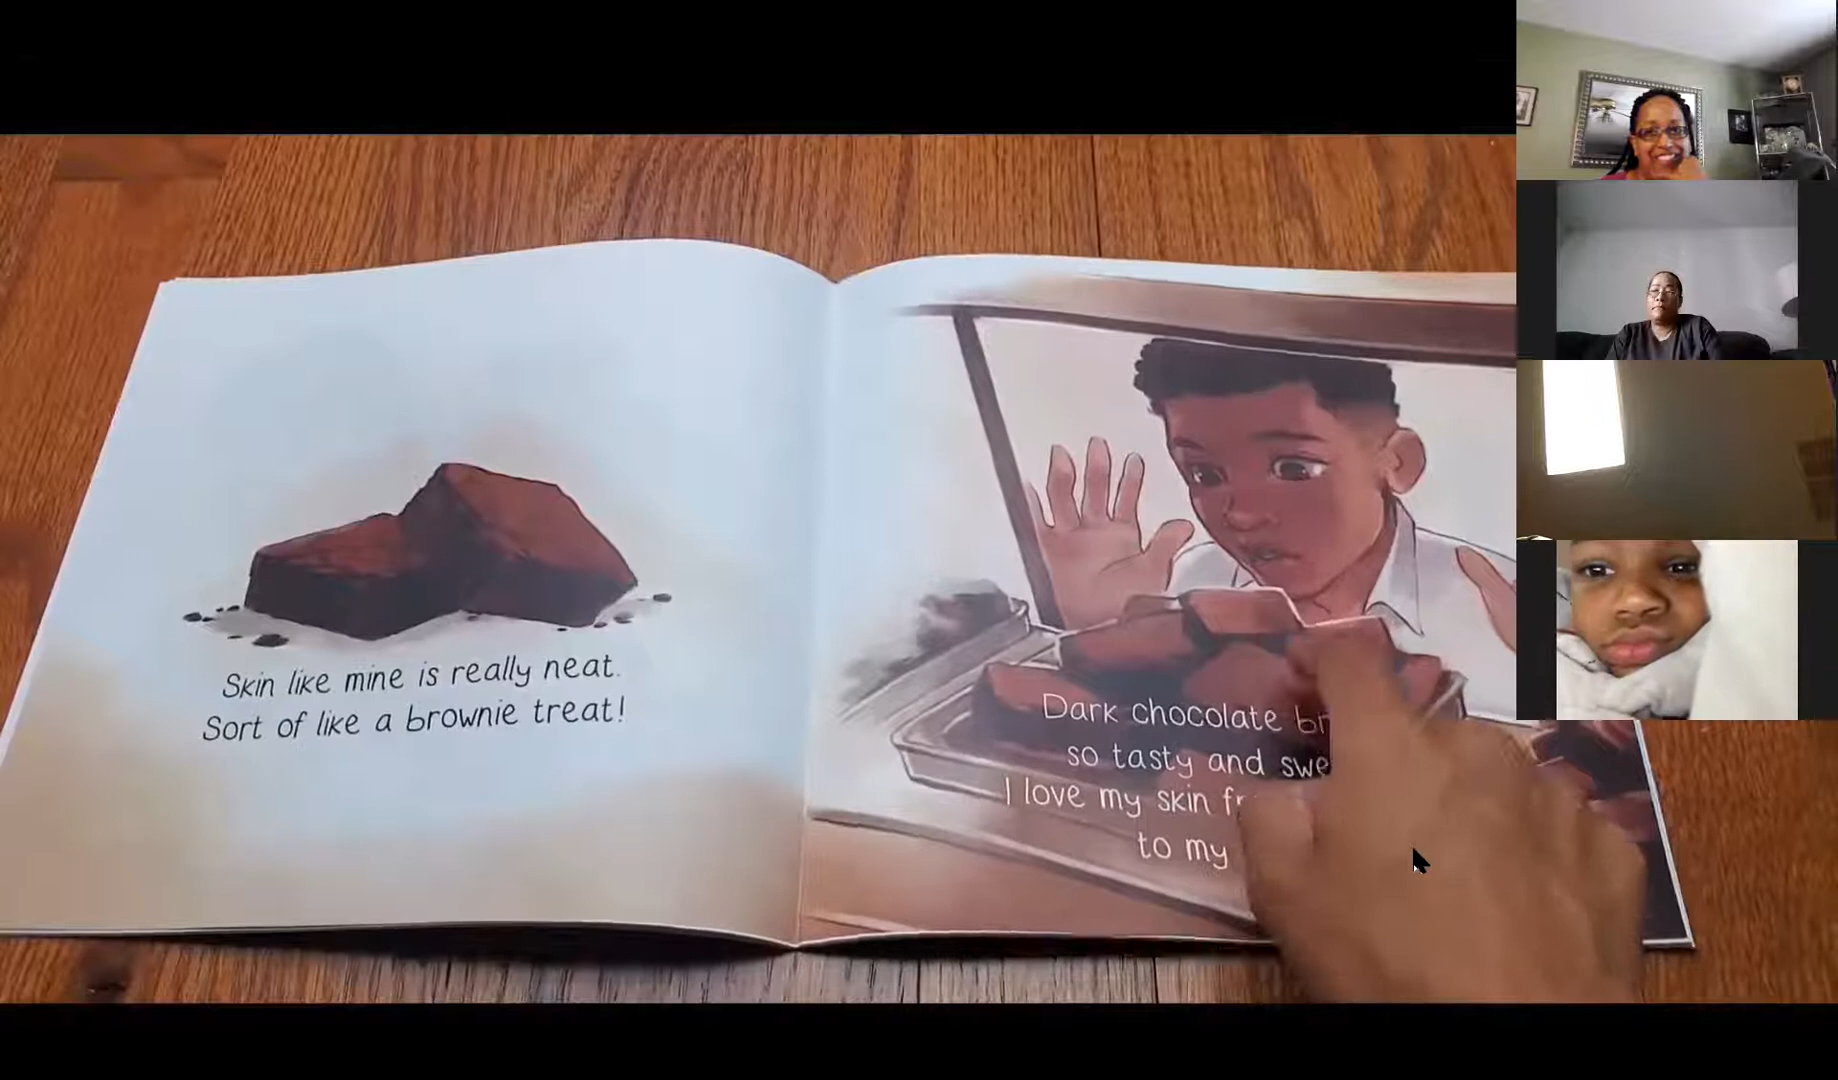 Skin like mine is really neat.
Sort of like a brownie treat!
Dark chocolate
so tasty and
I love my skin
to my